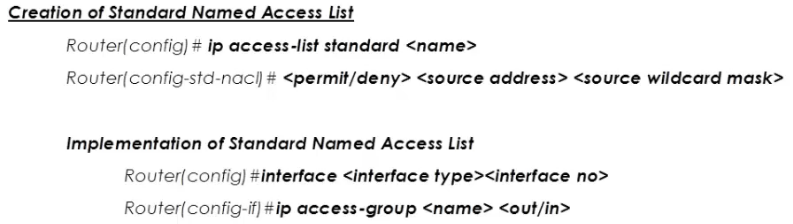 Creation of Standard Named Access List
Router(config)# ip access-list standard <name>
Router(config-std-nacl)# <permit/deny> <source address> <source wildcard mask>
Implementation of Standard Named Access List
Router(config)#interface <interface type><interface no>
Router(config-if)#ip access-group <name> <out/in>